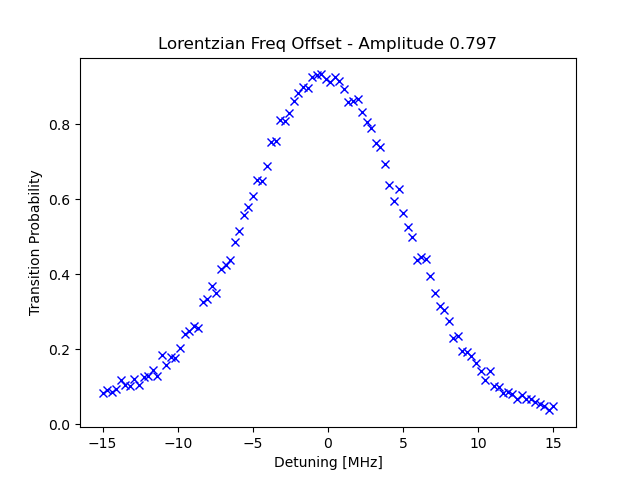 Lorentzian Freq Offset - Amplitude 0.797
Transition Probability
0.8
0.6
0.4
0.2
0.0
−15 −10 −5 0 5 10 15
Detuning [MHz]